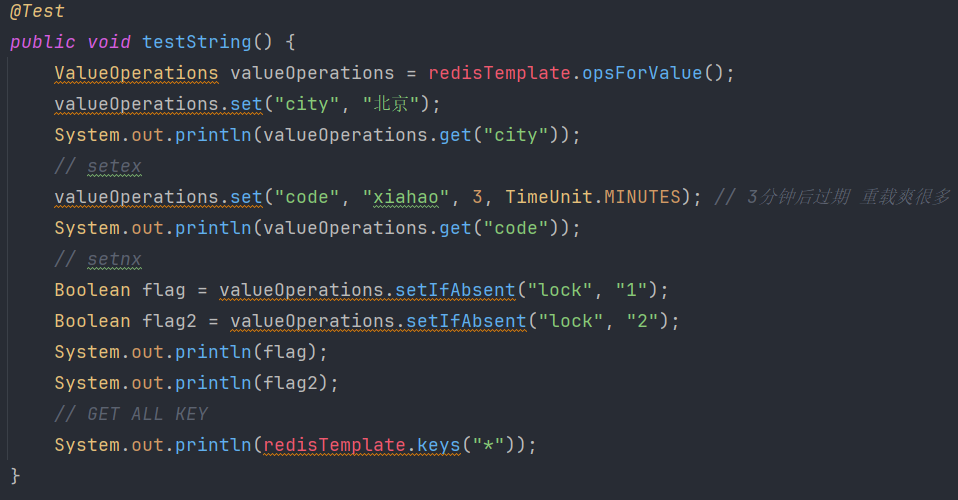 @Test
public void testString() {
    ValueOperations valueOperations = redisTemplate.opsForValue();
    valueOperations.set("city", "北京");
    System.out.println(valueOperations.get("city"));
    // setex
    valueOperations.set("code", "xiahao", 3, TimeUnit.MINUTES); // 3分钟后过期 重载爽很多
    System.out.println(valueOperations.get("code"));
    // setnx
    Boolean flag = valueOperations.setIfAbsent("lock", "1");
    Boolean flag2 = valueOperations.setIfAbsent("lock", "2");
    System.out.println(flag);
    System.out.println(flag2);
    // GET ALL KEY
    System.out.println(redisTemplate.keys("*"));
}